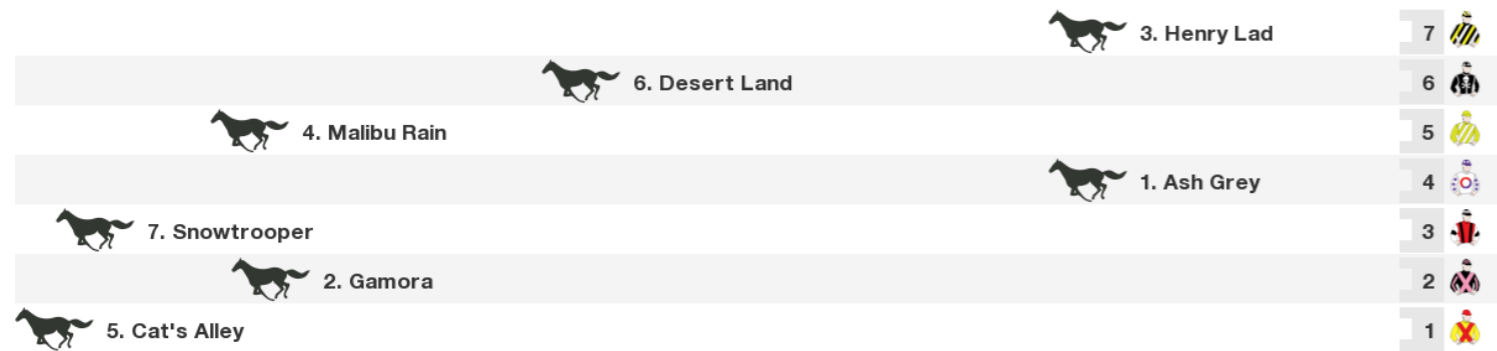 3. Henry Lad 7
6. Desert Land 6
4. Malibu Rain 5
1. Ash Grey 4
7. Snowtrooper 3
2. Gamora 2
5. Cat's Alley 1